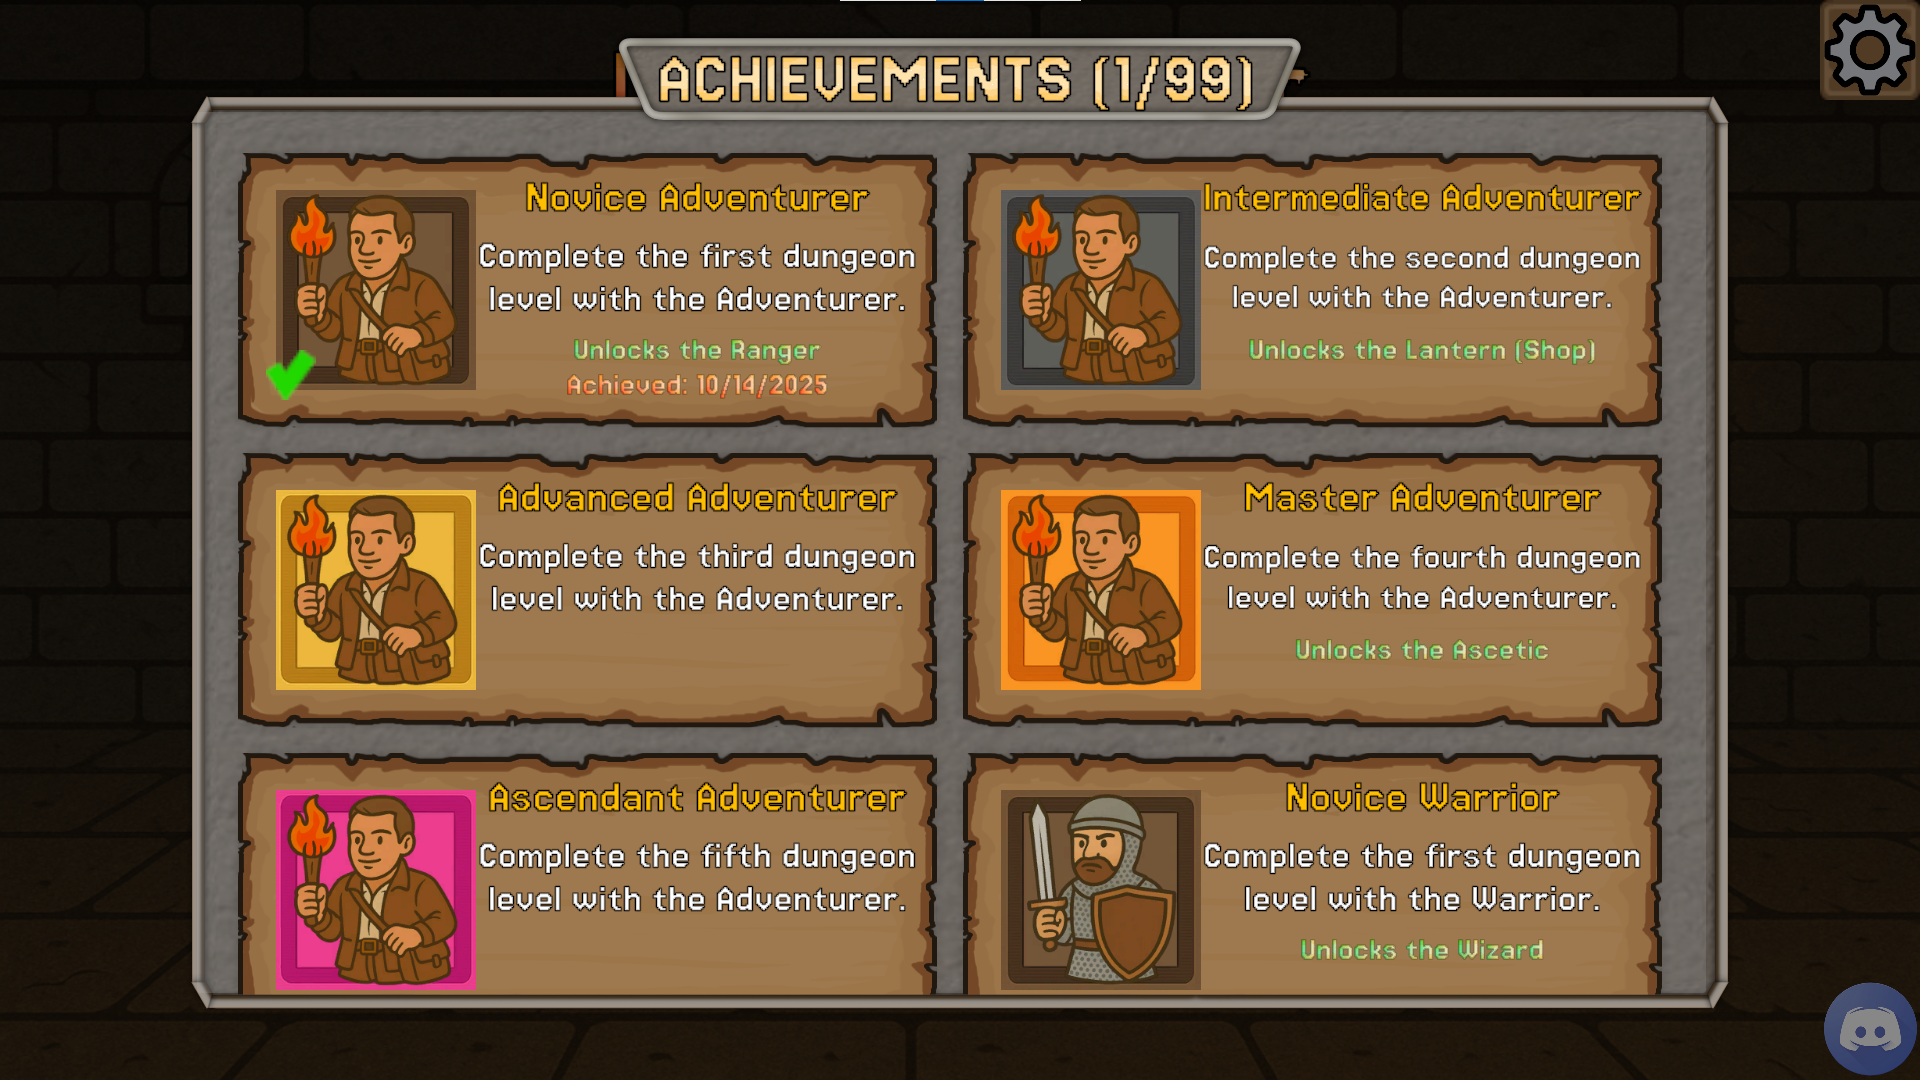 ACHIEVEMENTS (1/99)
Novice Adventurer
Complete the first dungeon
level with the Adventurer.
Unlocks the Ranger
Achieved: 10/14/2025
Intermediate Adventurer
Complete the second dungeon
level with the Adventurer.
Unlocks the Lantern (Shop)
Advanced Adventurer
Complete the third dungeon
level with the Adventurer.
Master Adventurer
Complete the fourth dungeon
level with the Adventurer.
Unlocks the Ascetic
Ascendant Adventurer
Complete the fifth dungeon
level with the Adventurer.
Novice Warrior
Complete the first dungeon
level with the Warrior.
Unlocks the Wizard